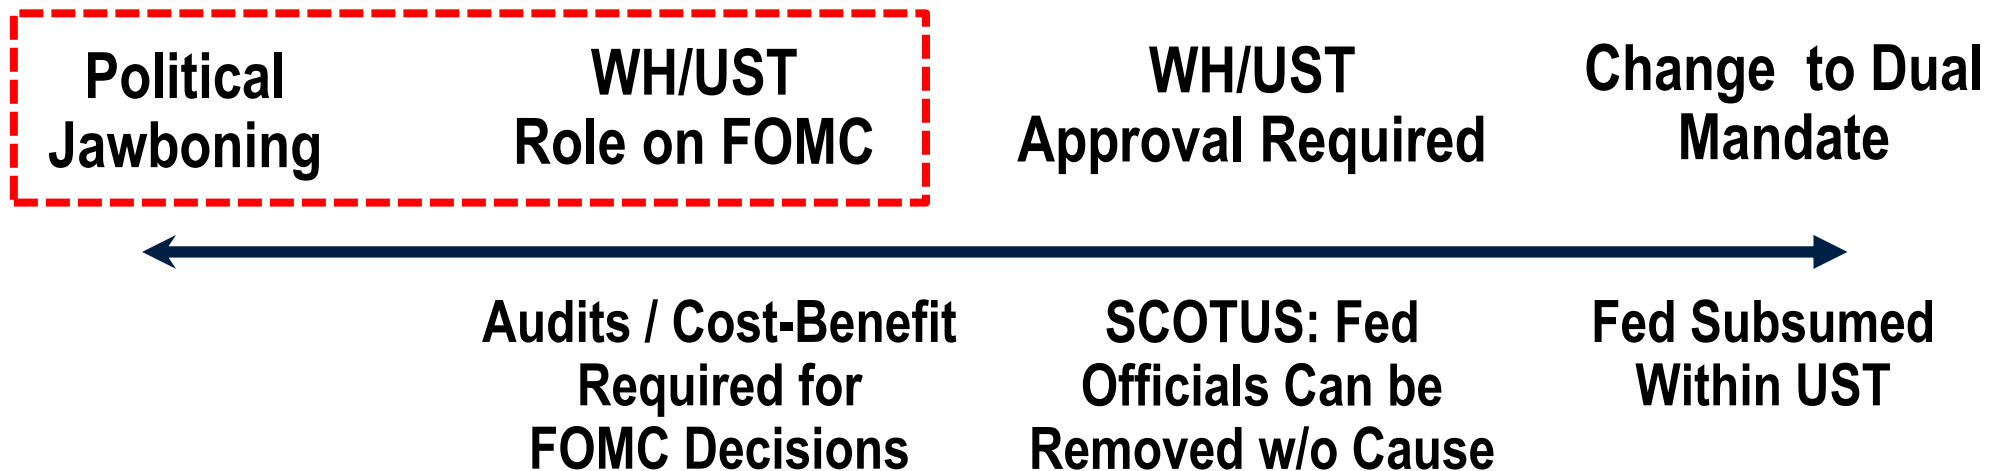 Political
Jawboning
WH/UST
Role on FOMC
WH/UST
Approval Required
Change  to Dual
Mandate
Audits / Cost-Benefit
Required for
FOMC Decisions
SCOTUS: Fed
Officials Can be
Removed w/o Cause
Fed Subsumed
Within UST